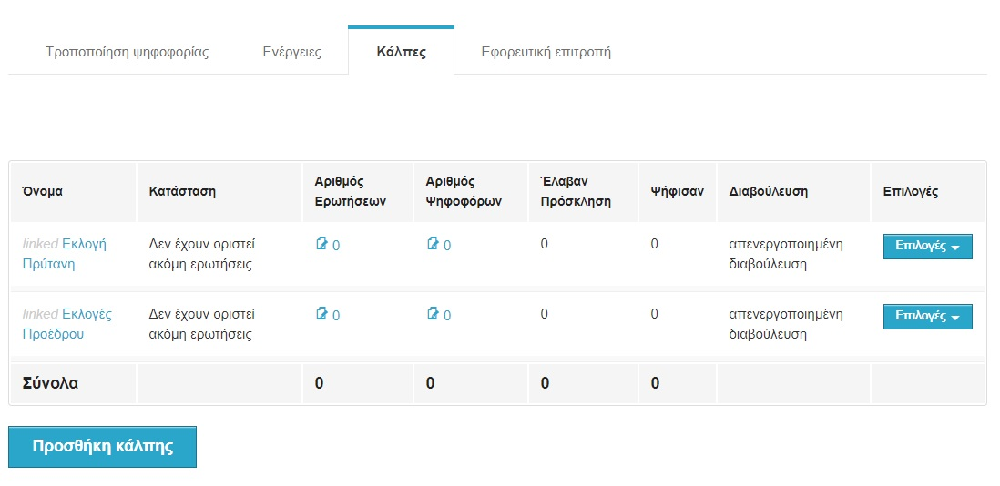 Τροποποίηση ψηφοφορίας Ενέργειες Κάλπες Εφορευτική επιτροπή
Όνομα Κατάσταση Αριθμός Ερωτήσεων Αριθμός Ψηφοφόρων Έλαβαν Πρόσκληση Ψήφισαν Διαβούλευση Επιλογές
linked Εκλογή Πρύτανη Δεν έχουν οριστεί ακόμη ερωτήσεις 0 0 0 0 απενεργοποιημένη διαβούλευση Επιλογές
linked Εκλογές Προέδρου Δεν έχουν οριστεί ακόμη ερωτήσεις 0 0 0 0 απενεργοποιημένη διαβούλευση Επιλογές
Σύνολα 0 0 0 0
Προσθήκη κάλπης